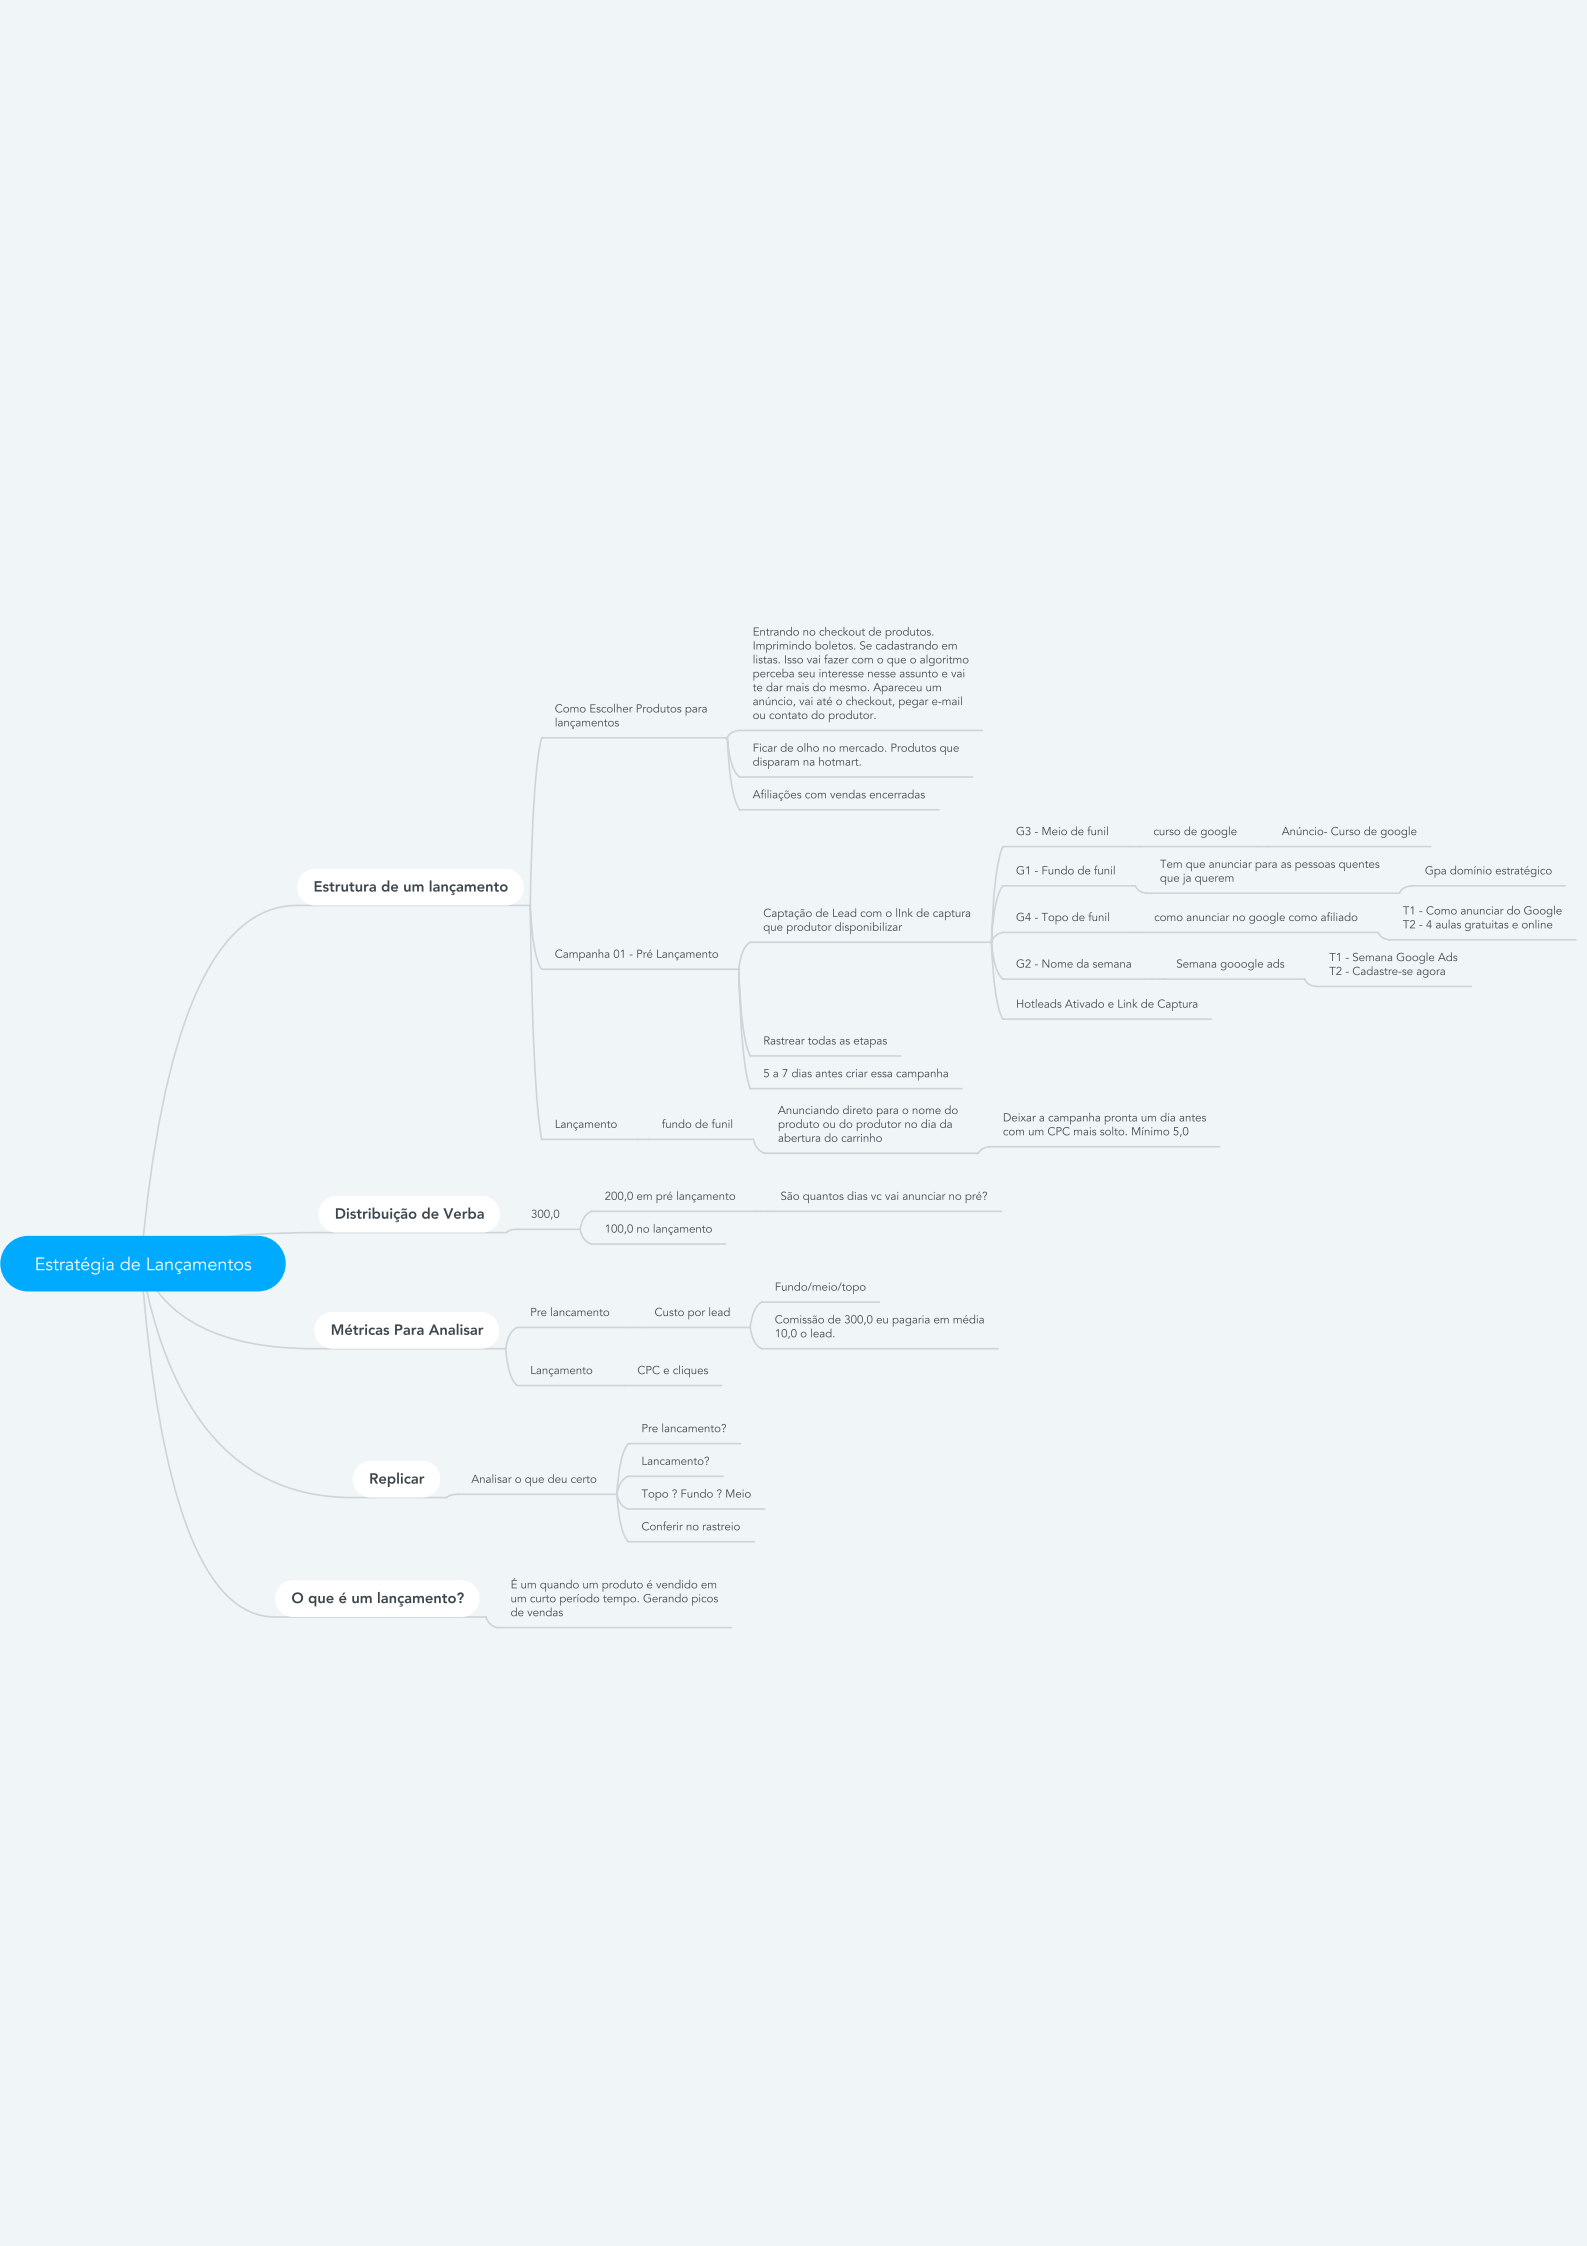 Estratégia de Lançamentos
Estrutura de um lançamento
Como Escolher Produtos para
lançamentos
Entrando no checkout de produtos.
Imprimindo boletos. Se cadastrando em
listas. Isso vai fazer com o que o algoritmo
perceba seu interesse nesse assunto e vai
te dar mais do mesmo. Apareceu um
anúncio, vai até o checkout, pegar e-mail
ou contato do produtor.
Ficar de olho no mercado. Produtos que
disparam na hotmart.
Afiliações com vendas encerradas
Campanha 01 - Pré Lançamento
Captação de Lead com o lInk de captura
que produtor disponibilizar
G3 - Meio de funil
curso de google
Anúncio- Curso de google
G1 - Fundo de funil
Tem que anunciar para as pessoas quentes
que ja querem
Gpa domínio estratégico
G4 - Topo de funil
como anunciar no google como afiliado
T1 - Como anunciar do Google
T2 - 4 aulas gratuitas e online
G2 - Nome da semana
Semana gooogle ads
T1 - Semana Google Ads
T2 - Cadastre-se agora
Hotleads Ativado e Link de Captura
Rastrear todas as etapas
5 a 7 dias antes criar essa campanha
Lançamento
fundo de funil
Anunciando direto para o nome do
produto ou do produtor no dia da
abertura do carrinho
Deixar a campanha pronta um dia antes
com um CPC mais solto. Mínimo 5,0
Distribuição de Verba
300,0
200,0 em pré lançamento
São quantos dias vc vai anunciar no pré?
100,0 no lançamento
Métricas Para Analisar
Pre lancamento
Custo por lead
Fundo/meio/topo
Comissão de 300,0 eu pagaria em média
10,0 o lead.
Lançamento
CPC e cliques
Replicar
Analisar o que deu certo
Pre lancamento?
Lancamento?
Topo ? Fundo ? Meio
Conferir no rastreio
O que é um lançamento?
É um quando um produto é vendido em
um curto período tempo. Gerando picos
de vendas